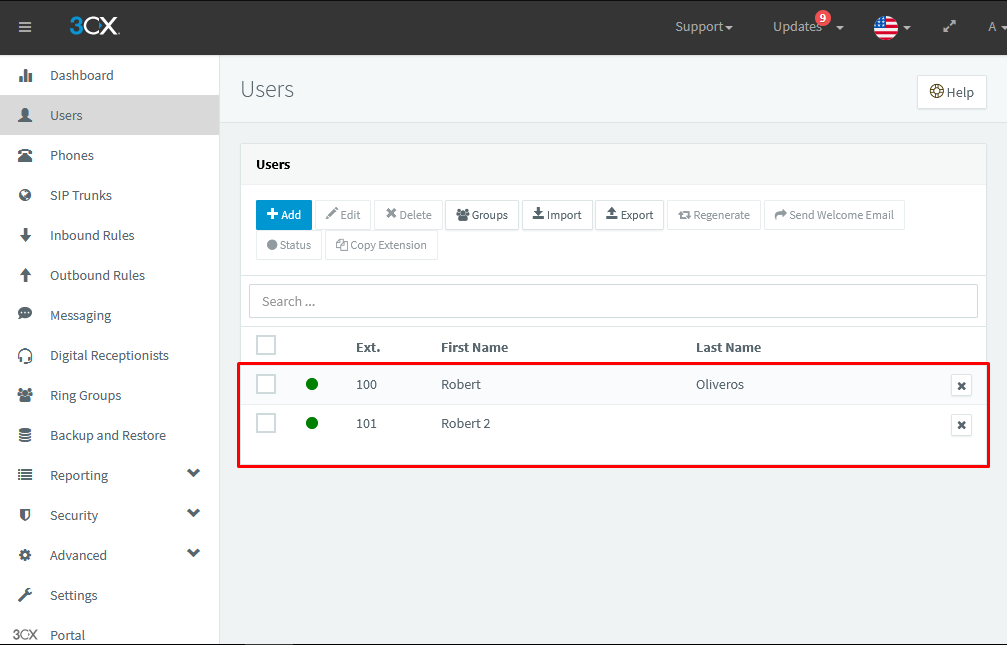 3CX
Support
Updates 9
A
Dashboard
Users
Phones
SIP Trunks
Inbound Rules
Outbound Rules
Messaging
Digital Receptionists
Ring Groups
Backup and Restore
Reporting
Security
Advanced
Settings
3CX Portal
Users
Help
Users
Add Edit Delete Groups Import Export Regenerate Send Welcome Email
Status Copy Extension
Search ...
Ext. First Name Last Name
100 Robert Oliveros
101 Robert 2